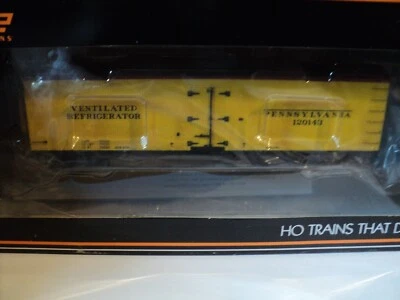 VENTILATED
REFRIGERATOR
PENNSYLVANIA
120143
HO TRAINS THAT D